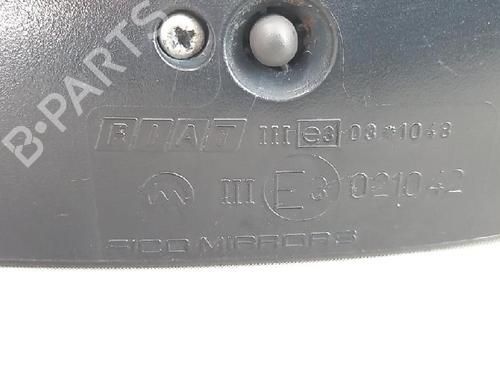 B-PARTS
FIAT III e3 03*1043
III E3 021042
FICO MIRRORS